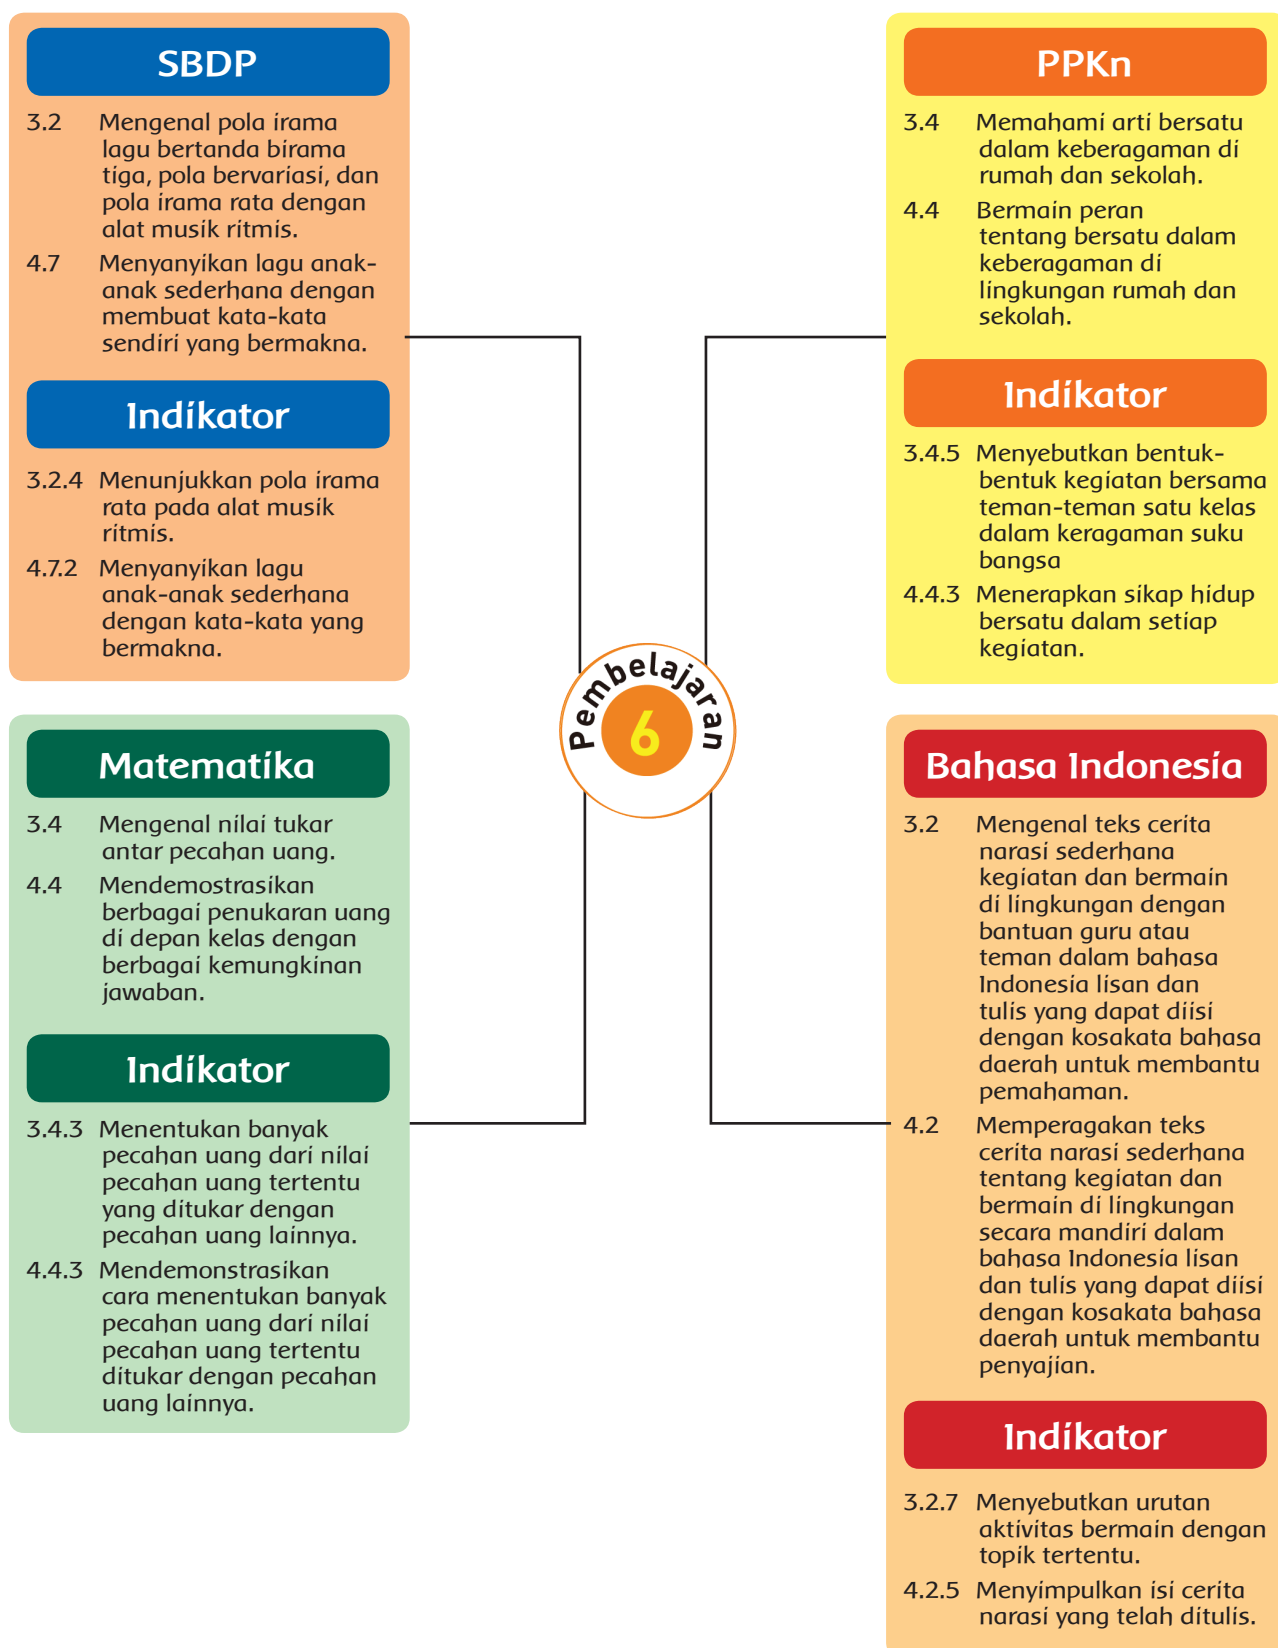 SBDP
3.2 Mengenal pola irama
lagu bertanda birama
tiga, pola bervariasi, dan
pola irama rata dengan
alat musik ritmis.
4.7 Menyanyikan lagu anak-
anak sederhana dengan
membuat kata-kata
sendiri yang bermakna.
Indikator
3.2.4 Menunjukkan pola irama
rata pada alat musik
ritmis.
4.7.2 Menyanyikan lagu
anak-anak sederhana
dengan kata-kata yang
bermakna.
PPKn
3.4 Memahami arti bersatu
dalam keberagaman di
rumah dan sekolah.
4.4 Bermain peran
tentang bersatu dalam
keberagaman di
lingkungan rumah dan
sekolah.
Indikator
3.4.5 Menyebutkan bentuk-
bentuk kegiatan bersama
teman-teman satu kelas
dalam keragaman suku
bangsa
4.4.3 Menerapkan sikap hidup
bersatu dalam setiap
kegiatan.
Pembelajaran
6
Matematika
3.4 Mengenal nilai tukar
antar pecahan uang.
4.4 Mendemostrasikan
berbagai penukaran uang
di depan kelas dengan
berbagai kemungkinan
jawaban.
Indikator
3.4.3 Menentukan banyak
pecahan uang dari nilai
pecahan uang tertentu
yang ditukar dengan
pecahan uang lainnya.
4.4.3 Mendemonstrasikan
cara menentukan banyak
pecahan uang dari nilai
pecahan uang tertentu
ditukar dengan pecahan
uang lainnya.
Bahasa Indonesia
3.2 Mengenal teks cerita
narasi sederhana
kegiatan dan bermain
di lingkungan dengan
bantuan guru atau
teman dalam bahasa
Indonesia lisan dan
tulis yang dapat diisi
dengan kosakata bahasa
daerah untuk membantu
pemahaman.
4.2 Memperagakan teks
cerita narasi sederhana
tentang kegiatan dan
bermain di lingkungan
secara mandiri dalam
bahasa Indonesia lisan
dan tulis yang dapat diisi
dengan kosakata bahasa
daerah untuk membantu
penyajian.
Indikator
3.2.7 Menyebutkan urutan
aktivitas bermain dengan
topik tertentu.
4.2.5 Menyimpulkan isi cerita
narasi yang telah ditulis.